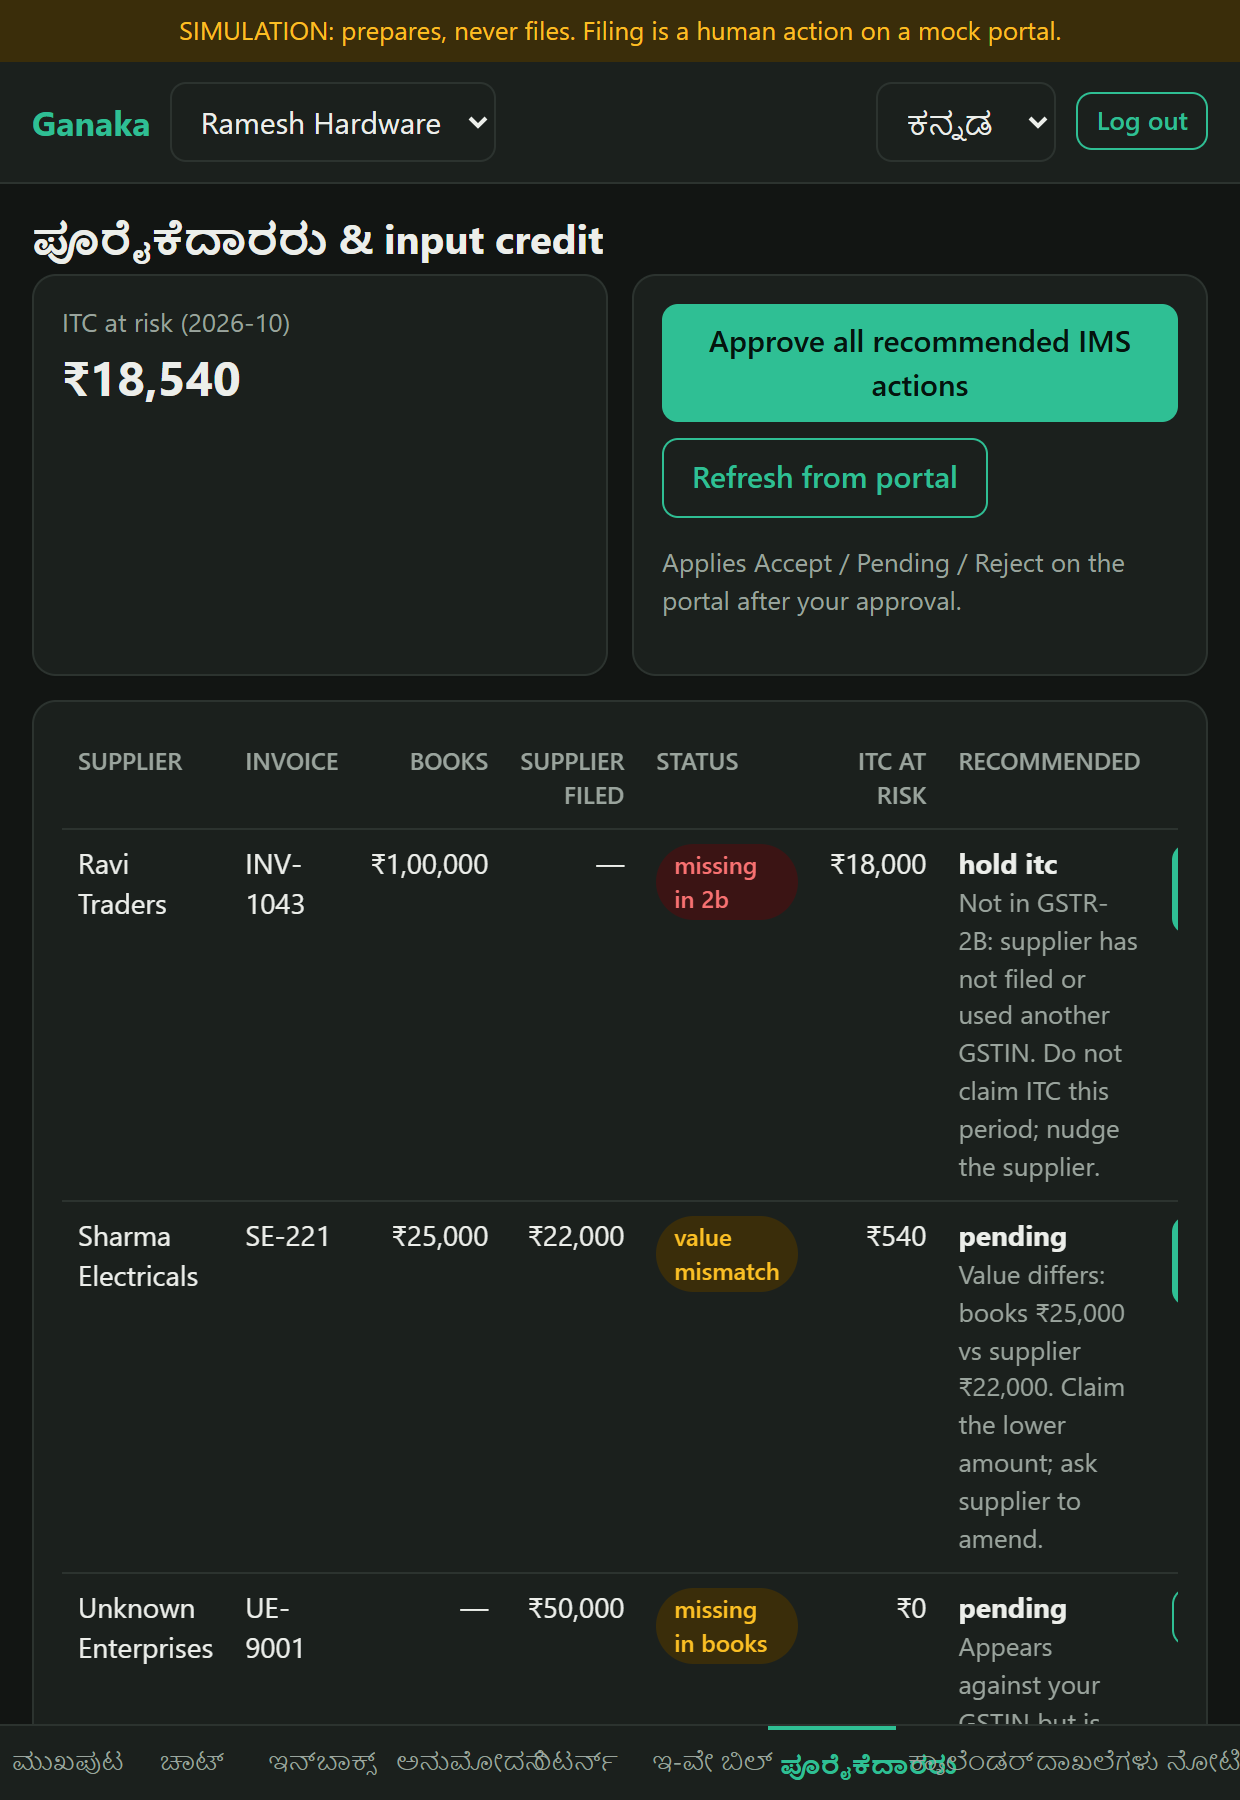 SIMULATION: prepares, never files. Filing is a human action on a mock portal.
Ganaka
Ramesh Hardware
ಕನ್ನಡ
Log out
ಪೂರೈಕೆದಾರರು & input credit
ITC at risk (2026-10)
₹18,540
Approve all recommended IMS
actions
Refresh from portal
Applies Accept / Pending / Reject on the
portal after your approval.
SUPPLIER INVOICE BOOKS SUPPLIER FILED STATUS ITC AT RISK RECOMMENDED
Ravi Traders INV-1043 ₹1,00,000 — missing in 2b ₹18,000 hold itc
Not in GSTR-
2B: supplier has
not filed or
used another
GSTIN. Do not
claim ITC this
period; nudge
the supplier.
Sharma Electricals SE-221 ₹25,000 ₹22,000 value mismatch ₹540 pending
Value differs:
books ₹25,000
vs supplier
₹22,000. Claim
the lower
amount; ask
supplier to
amend.
Unknown Enterprises UE-9001 — ₹50,000 missing in books ₹0 pending
Appears
against your
GSTIN but is
ಮುಖಪುಟ ಚಾಟ್ ಇನ್‌ಬಾಕ್ಸ್ ಇ-ವೇ ಬಿಲ್ ಪೂರೈಕೆದಾರರು ದಾಖಲೆಗಳು